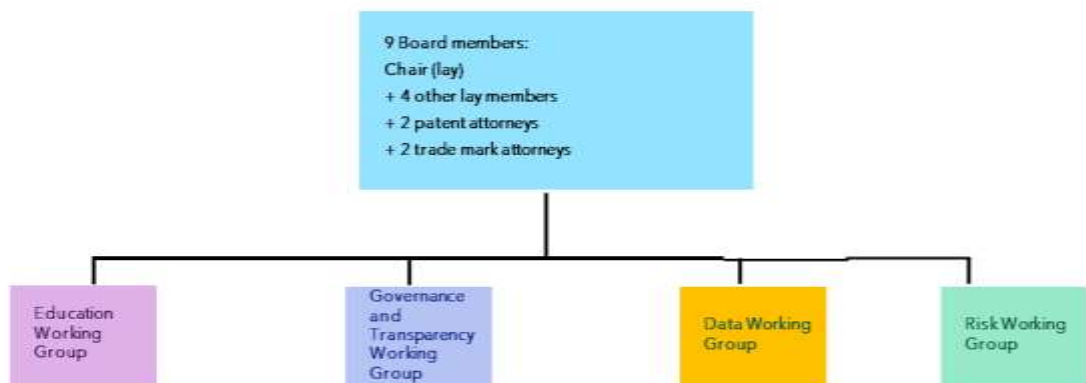 9 Board members:
Chair (lay)
+ 4 other lay members
+ 2 patent attorneys
+ 2 trade mark attorneys
Education
Working
Group
Governance
and
Transparency
Working
Group
Data Working
Group
Risk Working
Group